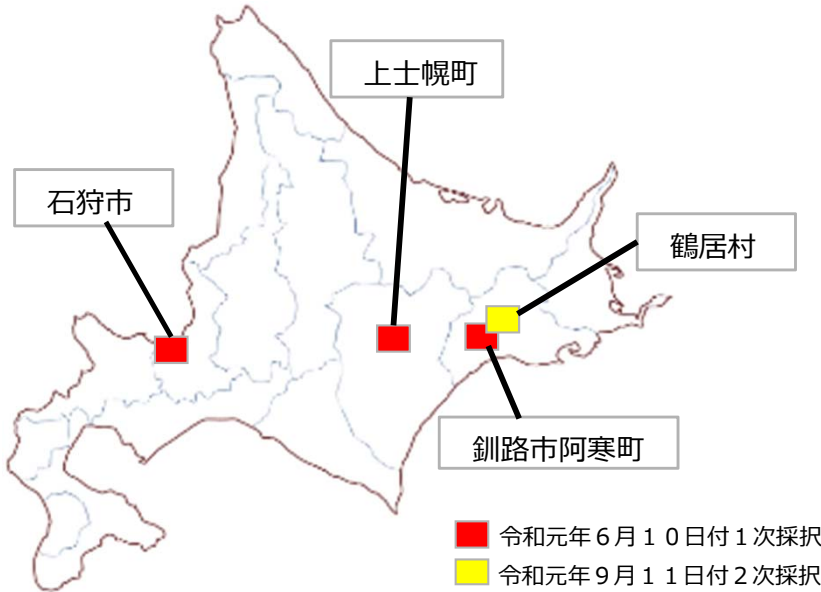 上士幌町
石狩市
鶴居村
釧路市阿寒町
令和元年６月１０日付１次採択
令和元年９月１１日付２次採択